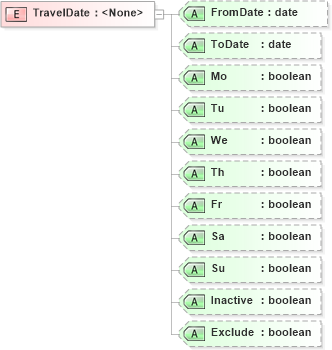 E TravelDate : <None>
A FromDate : date
A ToDate : date
A Mo : boolean
A Tu : boolean
A We : boolean
A Th : boolean
A Fr : boolean
A Sa : boolean
A Su : boolean
A Inactive : boolean
A Exclude : boolean